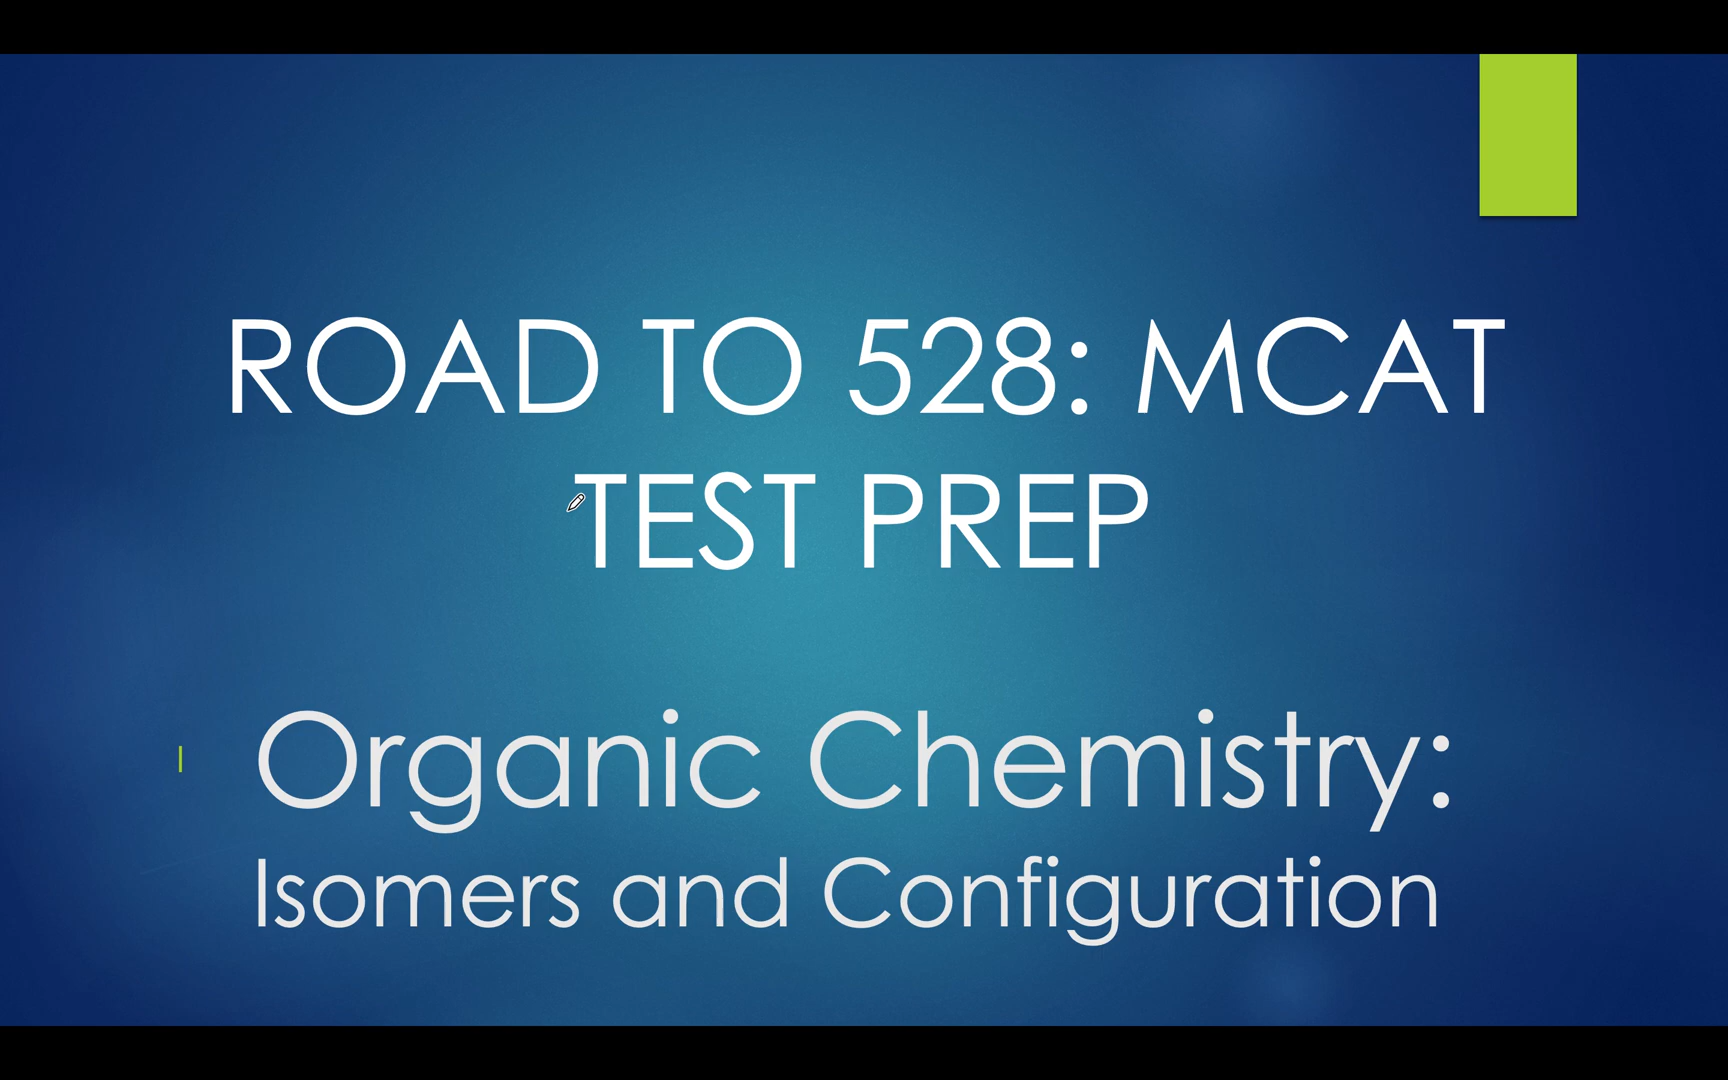 ROAD TO 528: MCAT
TEST PREP
Organic Chemistry:
Isomers and Configuration